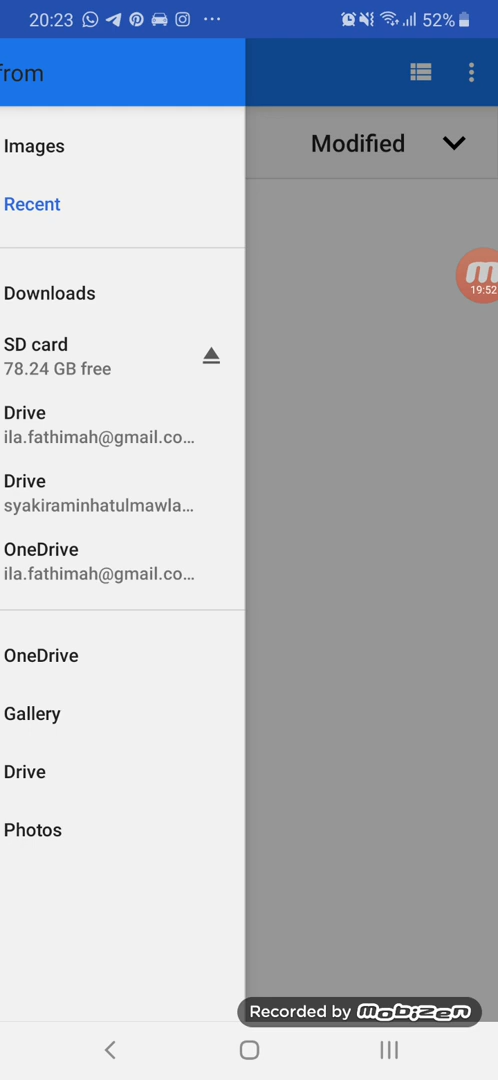 20:23
52%
from
Images
Modified
Recent
19:52
Downloads
SD card
78.24 GB free
Drive
ila.fathimah@gmail.co...
Drive
syakiraminhatulmawla...
OneDrive
ila.fathimah@gmail.co...
OneDrive
Gallery
Drive
Photos
Recorded by Mobizen